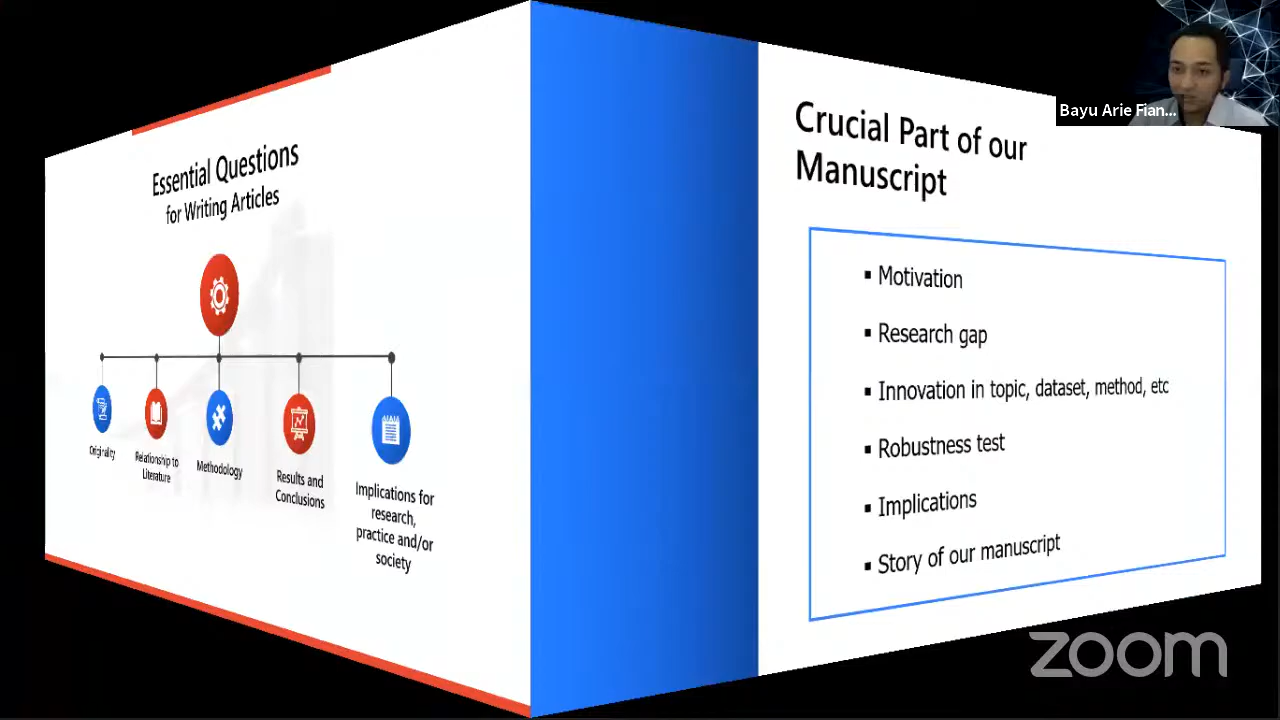 Essential Questions
for Writing Articles
Originality
Relationship to
Literature
Methodology
Results and
Conclusions
Implications for
research,
practice and/or
society
Crucial Part of our
Manuscript
▪ Motivation
▪ Research gap
▪ Innovation in topic, dataset, method, etc
▪ Robustness test
▪ Implications
▪ Story of our manuscript
Bayu Arie Fian...
zoom